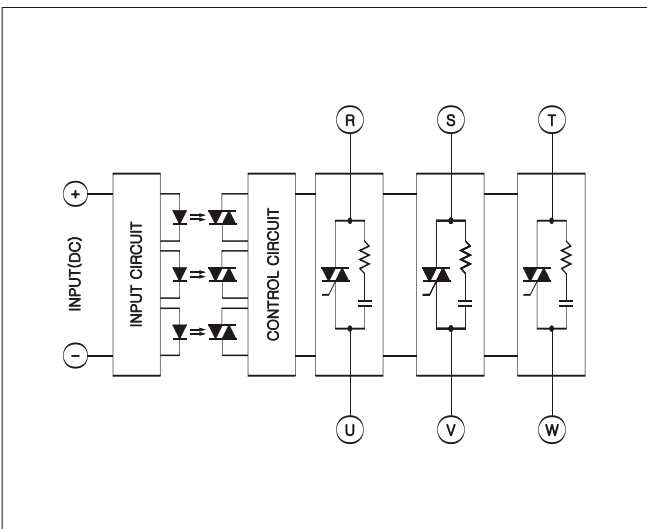 R
S
T
+
INPUT(DC)
−
INPUT CIRCUIT
CONTROL CIRCUIT
U
V
W